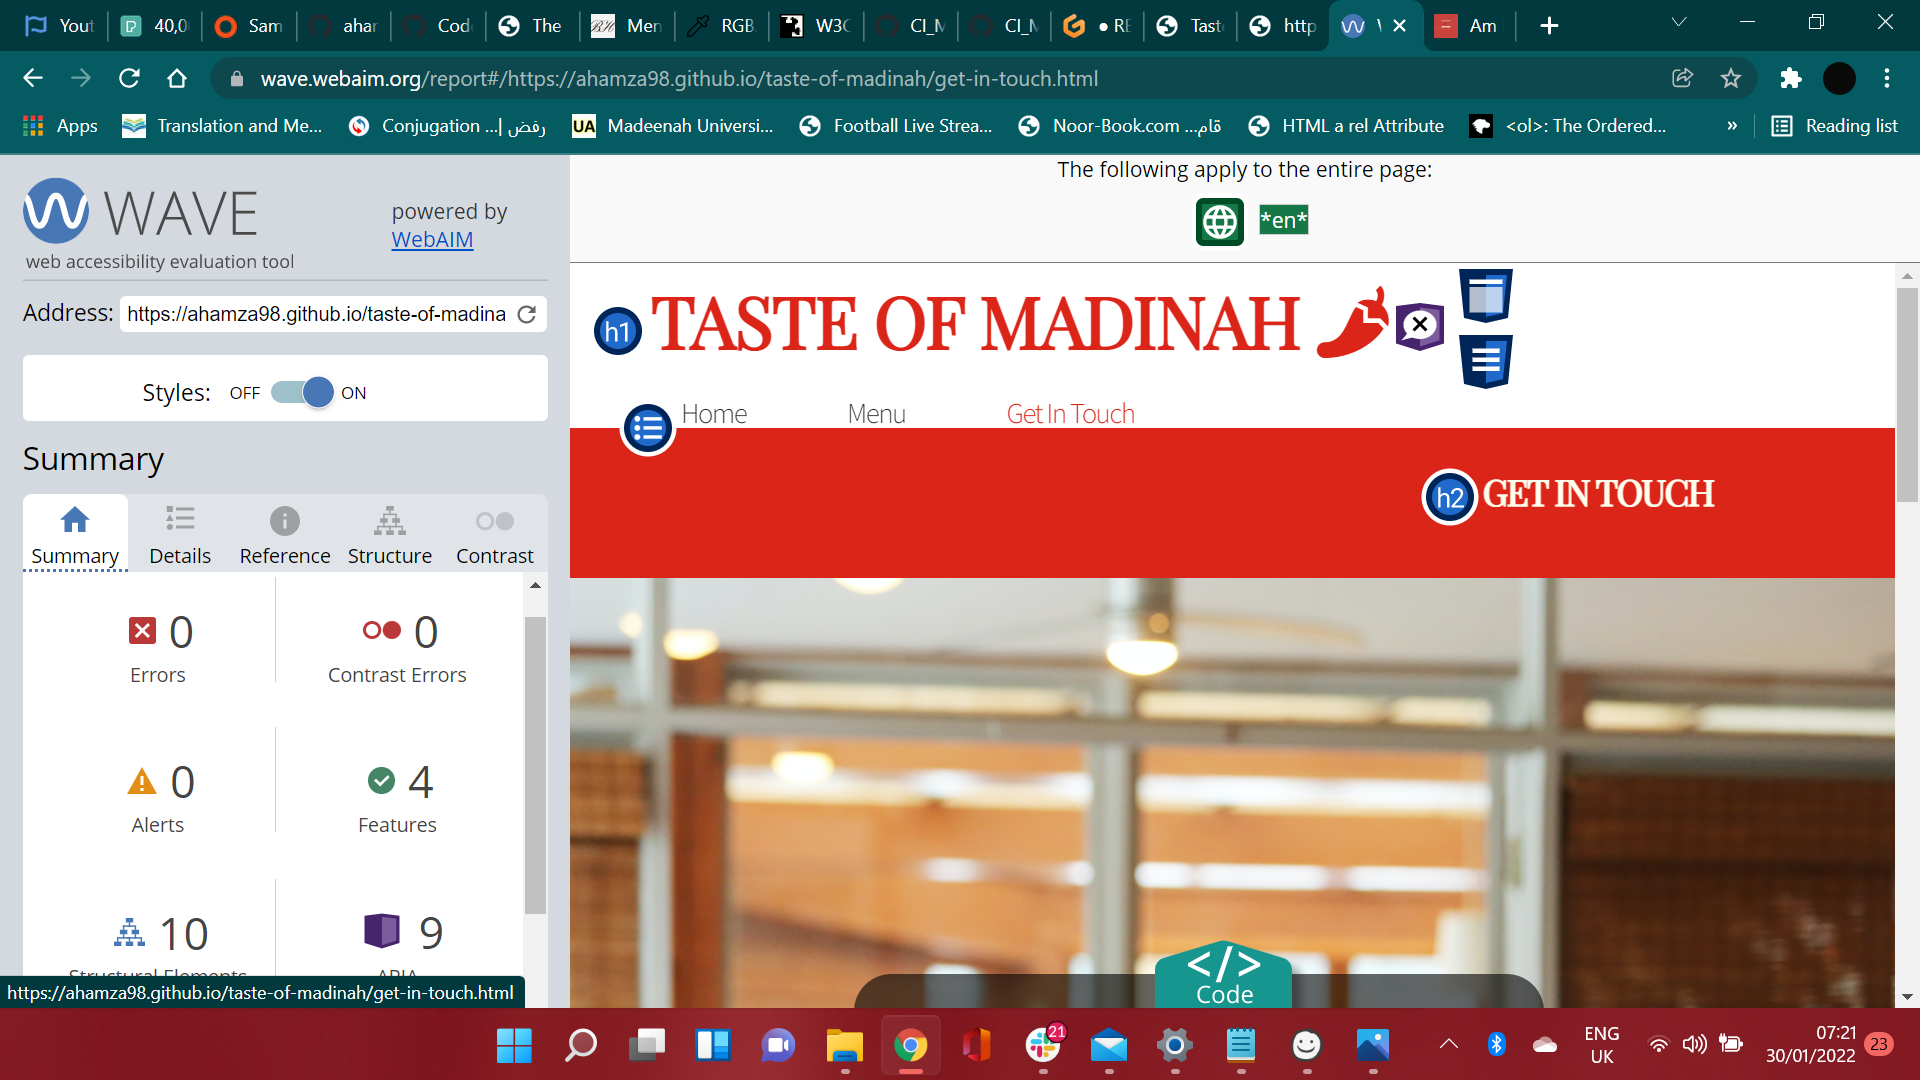 Yout
40,0
Sam
ahar
Code
The
Men
RGB
W3C
CI_M
CI_M
● RE
Taste
http
Am
wave.webaim.org/report#/https://ahamza98.github.io/taste-of-madinah/get-in-touch.html
Apps
Translation and Me...
Conjugation ...| رفض
UA Madeenah Universi...
Football Live Strea...
Noor-Book.com ...قام
HTML a rel Attribute
<ol>: The Ordered...
»
Reading list
WAVE
powered by
WebAIM
web accessibility evaluation tool
Address: https://ahamza98.github.io/taste-of-madina
Styles: OFF ON
Summary
Summary Details Reference Structure Contrast
0 0
Errors Contrast Errors
0 4
Alerts Features
10 9
Structural Elements ARIA
https://ahamza98.github.io/taste-of-madinah/get-in-touch.html
The following apply to the entire page:
*en*
h1 TASTE OF MADINAH
Home Menu Get In Touch
h2 GET IN TOUCH
</>
Code
21
ENG
UK
07:21
30/01/2022
23